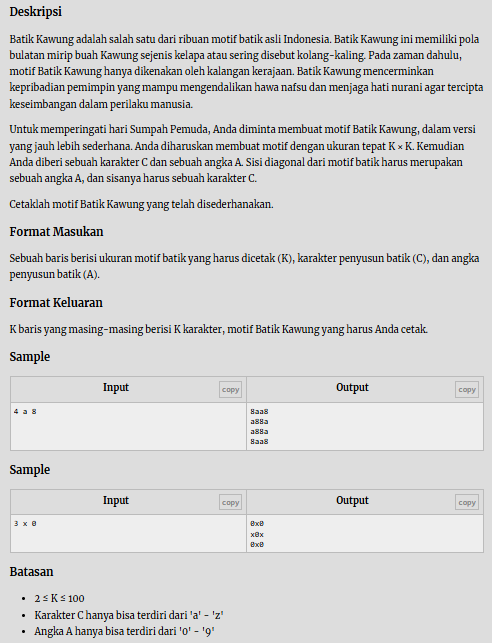 Deskripsi
Batik Kawung adalah salah satu dari ribuan motif batik asli Indonesia. Batik Kawung ini memiliki pola
bulatan mirip buah Kawung sejenis kelapa atau sering disebut kolang-kaling. Pada zaman dahulu,
motif Batik Kawung hanya dikenakan oleh kalangan kerajaan. Batik Kawung mencerminkan
kepribadian pemimpin yang mampu mengendalikan hawa nafsu dan menjaga hati nurani agar tercipta
keseimbangan dalam perilaku manusia.
Untuk memperingati hari Sumpah Pemuda, Anda diminta membuat motif Batik Kawung, dalam versi
yang jauh lebih sederhana. Anda diharuskan membuat motif dengan ukuran tepat K × K. Kemudian
Anda diberi sebuah karakter C dan sebuah angka A. Sisi diagonal dari motif batik harus merupakan
sebuah angka A, dan sisanya harus sebuah karakter C.
Cetaklah motif Batik Kawung yang telah disederhanakan.
Format Masukan
Sebuah baris berisi ukuran motif batik yang harus dicetak (K), karakter penyusun batik (C), dan angka
penyusun batik (A).
Format Keluaran
K baris yang masing-masing berisi K karakter, motif Batik Kawung yang harus Anda cetak.
Sample
Input copy Output copy
4 a 8
8aa8
a88a
a88a
8aa8
Sample
Input copy Output copy
3 x 0
0x0
x0x
0x0
Batasan
• 2 ≤ K ≤ 100
• Karakter C hanya bisa terdiri dari 'a' - 'z'
• Angka A hanya bisa terdiri dari '0' - '9'